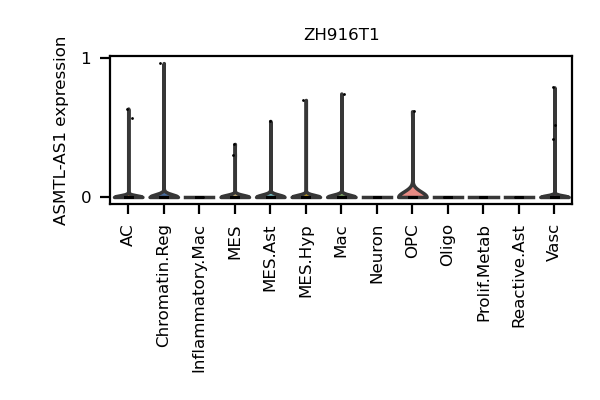 ZH916T1
ASMTL-AS1 expression
1
0
AC
Chromatin.Reg
Inflammatory.Mac
MES
MES.Ast
MES.Hyp
Mac
Neuron
OPC
Oligo
Prolif.Metab
Reactive.Ast
Vasc